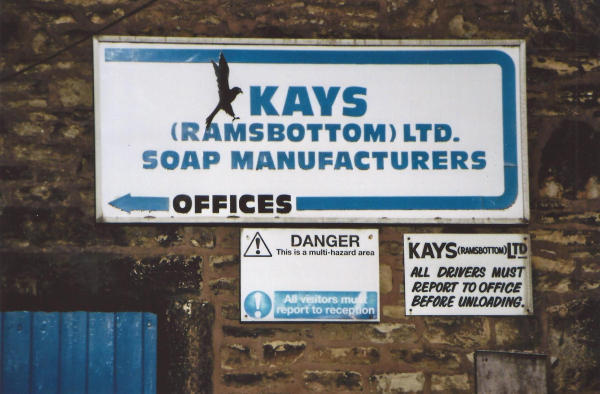 KAYS
(RAMSBOTTOM) LTD.
SOAP MANUFACTURERS
OFFICES
DANGER
This is a multi-hazard area
All visitors must
report to reception
KAYS (RAMSBOTTOM) LTD
ALL DRIVERS MUST
REPORT TO OFFICE
BEFORE UNLOADING.